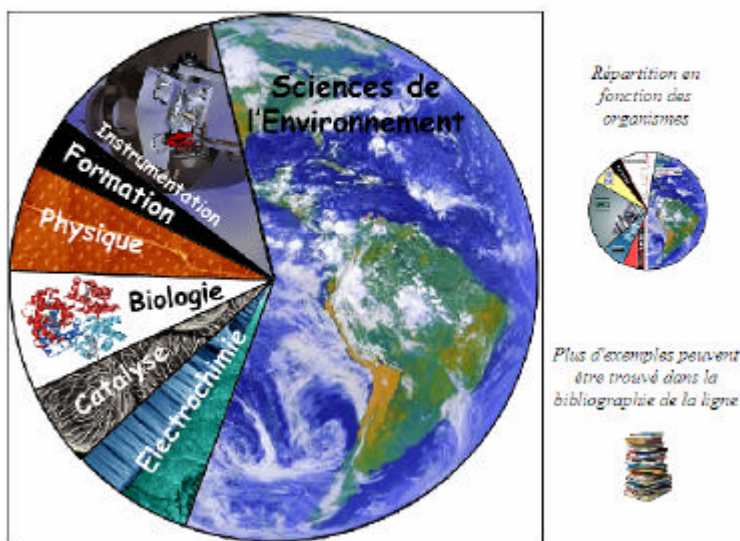 Sciences de
l'Environnement
Instrumentation
Formation
Physique
Biologie
Catalyse
Electrochimie
Répartition en
fonction des
organismes
Plus d'exemples peuvent
être trouvé dans la
bibliographie de la ligne